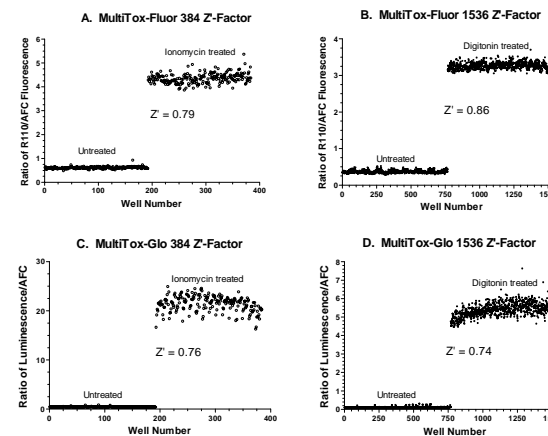 A. MultiTox-Fluor 384 Z'-Factor
Ratio of R110/AFC Fluorescence
6
5
4
3
2
1
0
Ionomycin treated
Z' = 0.79
Untreated
0 100 200 300 400
Well Number
B. MultiTox-Fluor 1536 Z'-Factor
Ratio of R110/AFC Fluorescence
4
3
2
1
0
Digitonin treated
Z' = 0.86
Untreated
0 250 500 750 1000 1250
Well Number
C. MultiTox-Glo 384 Z'-Factor
Ratio of Luminescence/AFC
30
20
10
0
Ionomycin treated
Z' = 0.76
Untreated
0 100 200 300 400
Well Number
D. MultiTox-Glo 1536 Z'-Factor
Ratio of Luminescence/AFC
8
7
6
5
4
3
2
1
0
Digitonin treated
Z' = 0.74
Untreated
0 250 500 750 1000 1250
Well Number